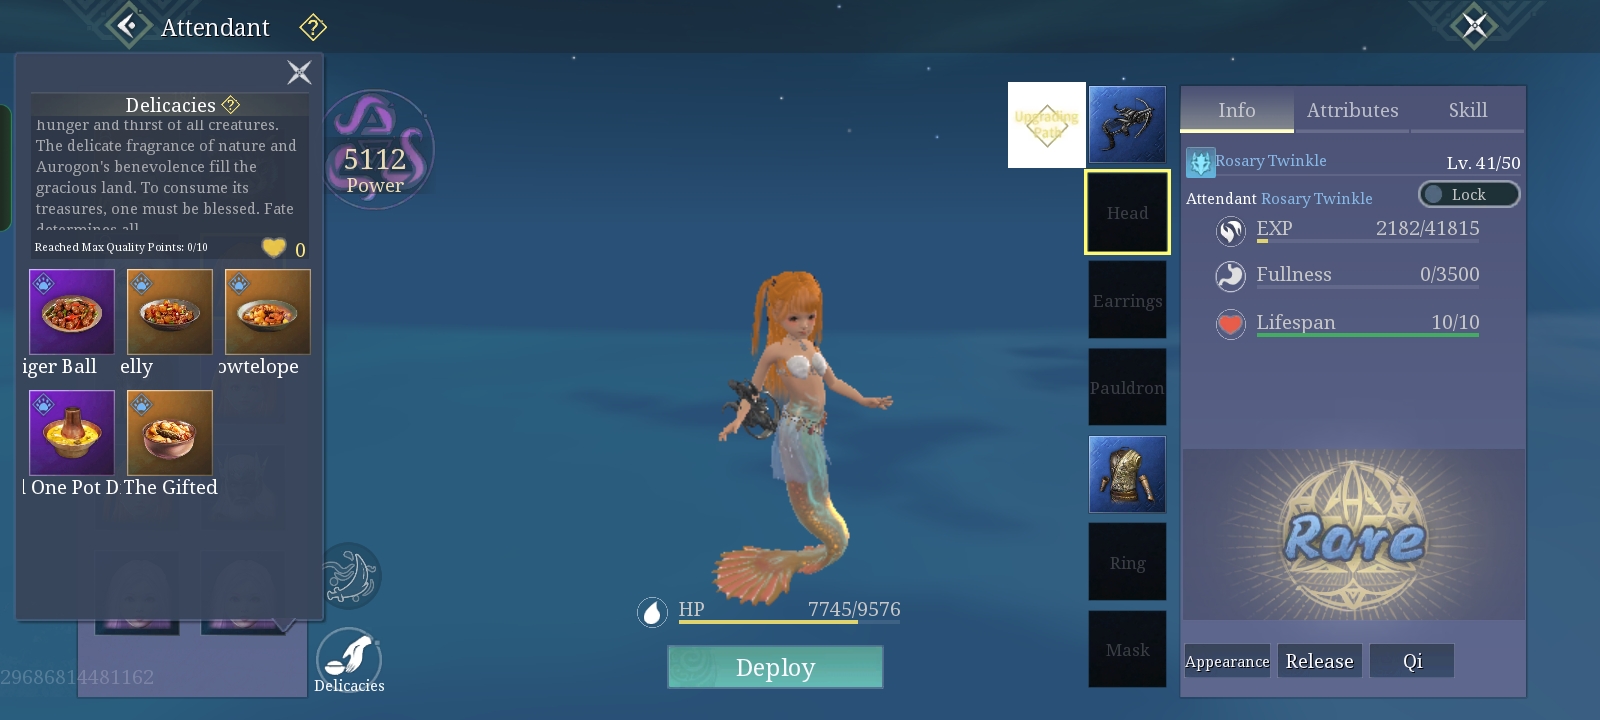 Attendant
Delicacies
hunger and thirst of all creatures.
The delicate fragrance of nature and
Aurogon's benevolence fill the
gracious land. To consume its
treasures, one must be blessed. Fate
determines all
Reached Max Quality Points: 0/10
0
iger Ball
elly
owtelope
l One Pot D
The Gifted
29686814481162
5112
Power
Delicacies
HP 7745/9576
Deploy
Upgrading
Path
Head
Earrings
Pauldron
Ring
Mask
Info Attributes Skill
Rosary Twinkle Lv. 41/50
Attendant Rosary Twinkle Lock
EXP 2182/41815
Fullness 0/3500
Lifespan 10/10
Rare
Appearance Release Qi